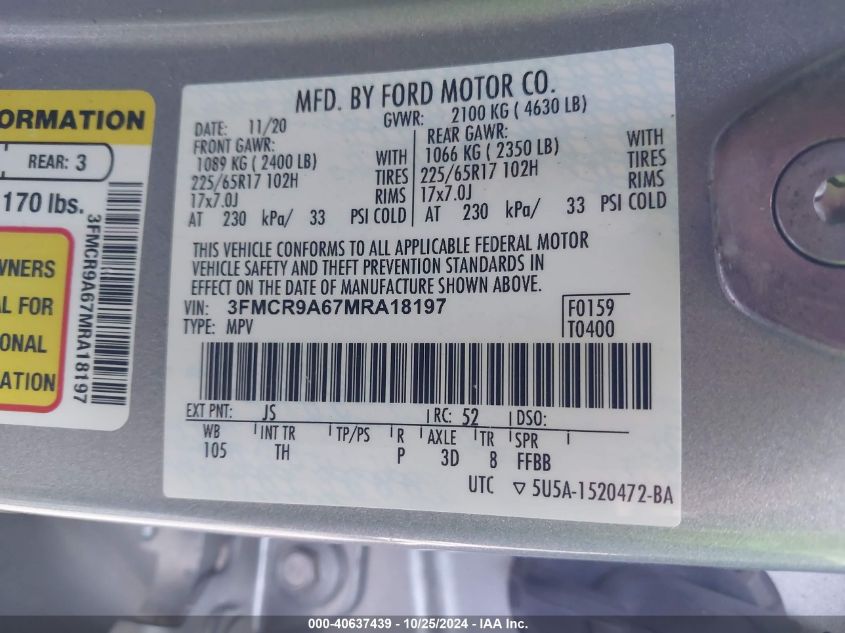 ORMATION
REAR: 3
170 lbs.
WNERS
AL FOR
ONAL
ATION
3FMCR9A67MRA18197
MFD. BY FORD MOTOR CO.
DATE: 11/20 GVWR: 2100 KG ( 4630 LB)
FRONT GAWR: REAR GAWR:
1089 KG ( 2400 LB) WITH 1066 KG ( 2350 LB) WITH
225/65R17 102H TIRES 225/65R17 102H TIRES
17x7.0J RIMS 17x7.0J RIMS
AT 230 kPa/ 33 PSI COLD AT 230 kPa/ 33 PSI COLD
THIS VEHICLE CONFORMS TO ALL APPLICABLE FEDERAL MOTOR
VEHICLE SAFETY AND THEFT PREVENTION STANDARDS IN
EFFECT ON THE DATE OF MANUFACTURE SHOWN ABOVE.
VIN: 3FMCR9A67MRA18197 F0159
TYPE: MPV T0400
EXT PNT: JS RC: 52 DSO:
WB INT TR TP/PS R AXLE TR SPR
105 TH P 3D 8 FFBB
UTC ▽ 5U5A-1520472-BA
000-40637439 - 10/25/2024 - IAA Inc.